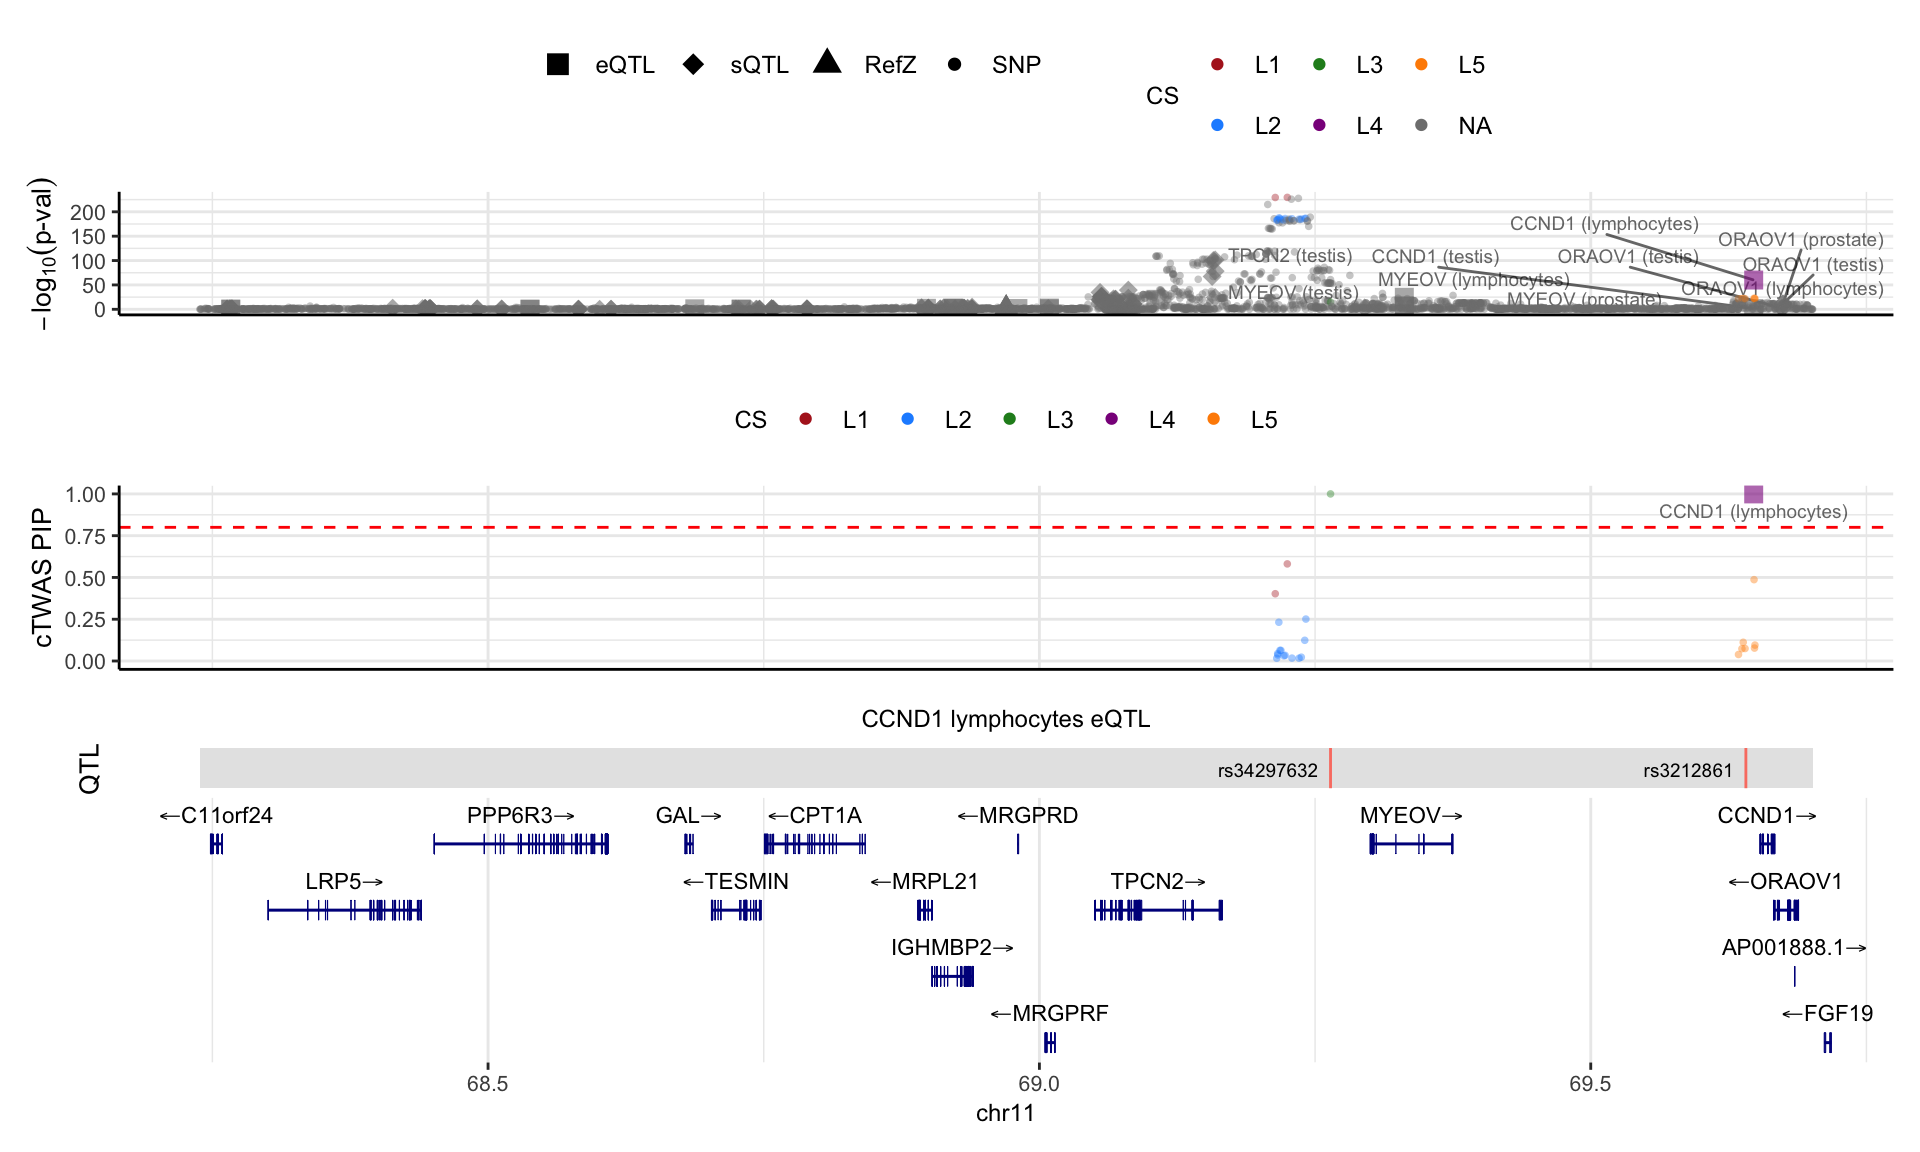 eQTL sQTL RefZ SNP
CS
L1 L3 L5
L2 L4 NA
−log10(p-val)
200
150
100
50
0
CCND1 (lymphocytes)
ORAOV1 (prostate)
TPCN2 (testis) CCND1 (testis) ORAOV1 (testis)
ORAOV1 (testis)
MYEOV (lymphocytes)
ORAOV1 (lymphocytes)
MYEOV (testis)
MYEOV (prostate)
CS L1 L2 L3 L4 L5
cTWAS PIP
1.00
0.75
0.50
0.25
0.00
CCND1 (lymphocytes)
CCND1 lymphocytes eQTL
QTL
rs34297632 rs3212861
←C11orf24 PPP6R3→ GAL→ ←CPT1A ←MRGPRD MYEOV→ CCND1→
LRP5→ ←TESMIN ←MRPL21 TPCN2→ ←ORAOV1
IGHMBP2→ AP001888.1→
←MRGPRF ←FGF19
68.5 69.0 69.5
chr11